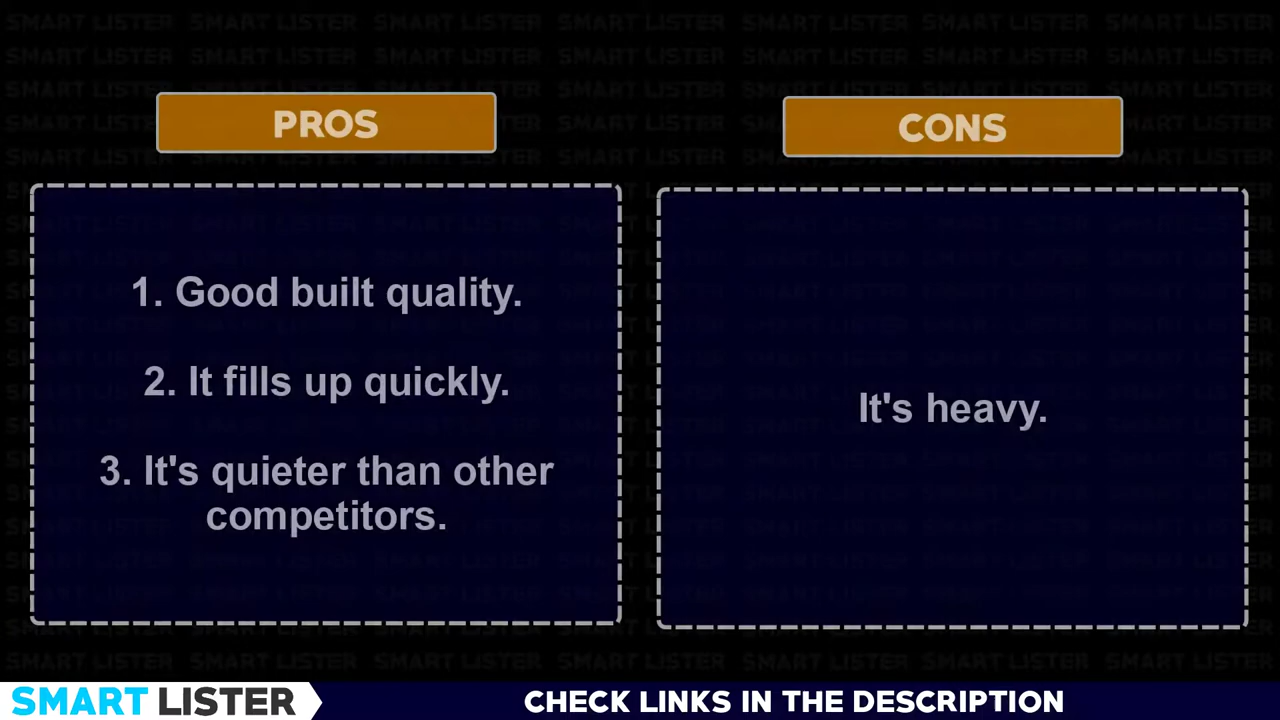 PROS
1. Good built quality.
2. It fills up quickly.
3. It's quieter than other
competitors.
CONS
It's heavy.
SMART LISTER
CHECK LINKS IN THE DESCRIPTION